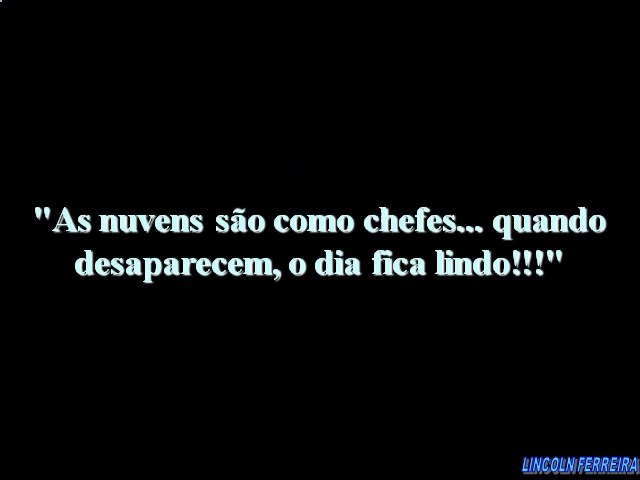 "As nuvens são como chefes... quando
desaparecem, o dia fica lindo!!!"
LINCOLN FERREIRA